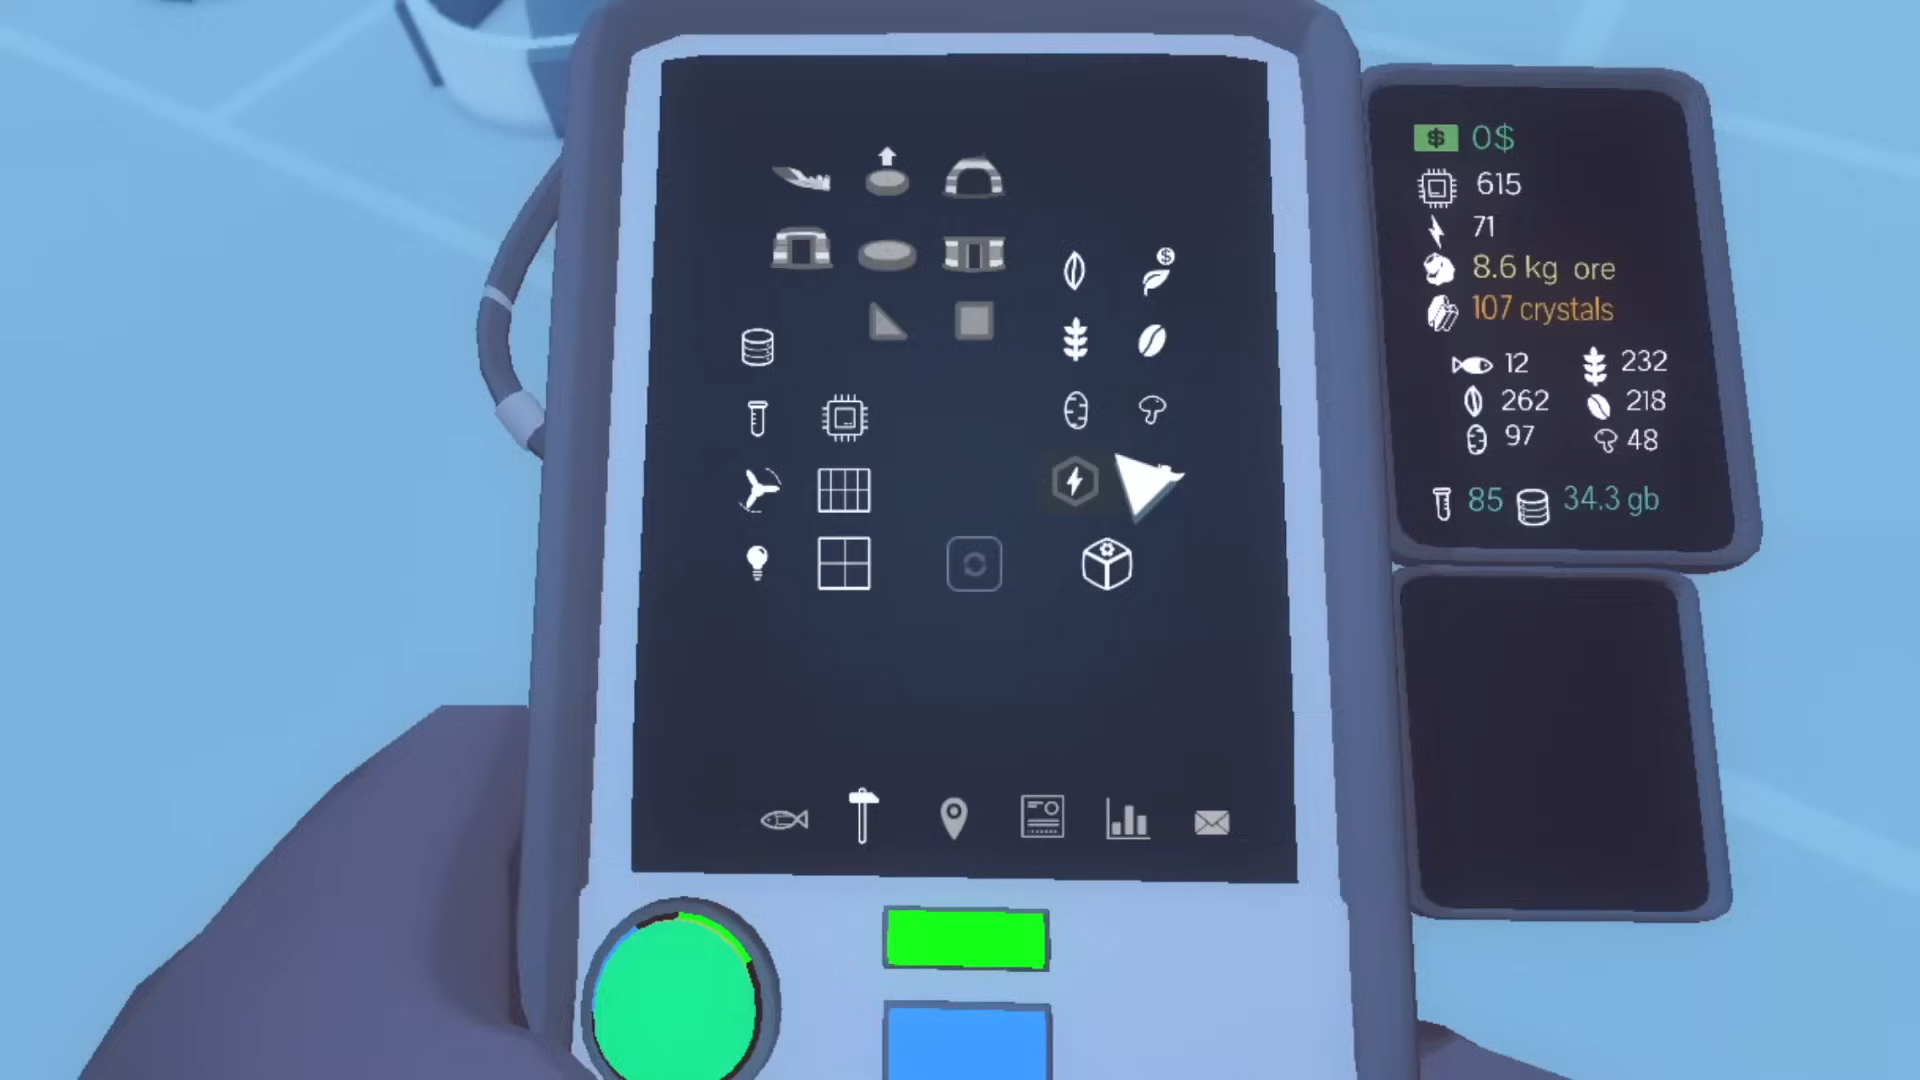 $ 0$
615
71
8.6 kg ore
107 crystals
12 232
262 218
97 48
85 34.3 gb
$